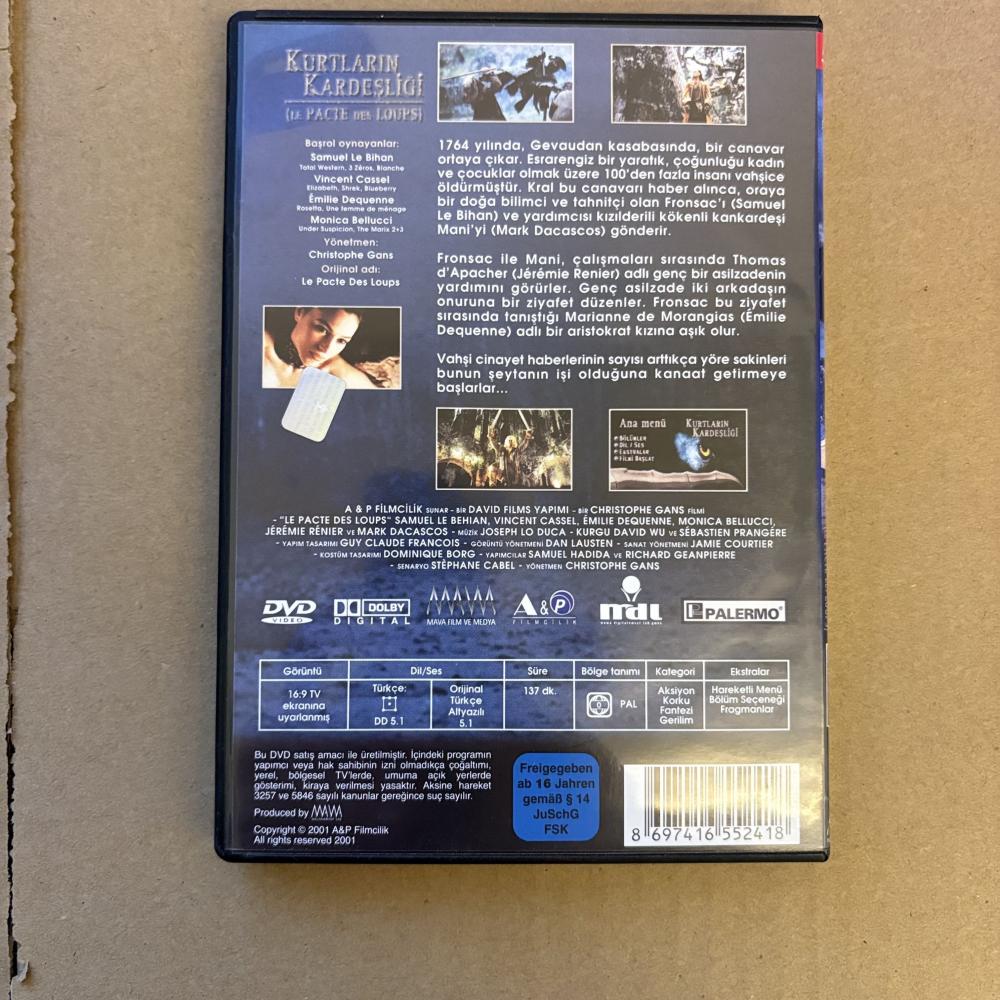 KURTLARIN
KARDEŞLİĞİ
(LE PACTE DES LOUPS)
Başrol oynayanlar:
Samuel Le Bihan
Total Western, 3 Zéros, Blanche
Vincent Cassel
Elizabeth, Shrek, Blueberry
Émilie Dequenne
Rosetta, Une femme de ménage
Monica Bellucci
Under Suspicion, The Marix 2+3
Yönetmen:
Christophe Gans
Orijinal adı:
Le Pacte Des Loups
1764 yılında, Gevaudan kasabasında, bir canavar
ortaya çıkar. Esrarengiz bir yaratık, çoğunluğu kadın
ve çocuklar olmak üzere 100'den fazla insanı vahşice
öldürmüştür. Kral bu canavarı haber alınca, oraya
bir doğa bilimci ve tahnitçi olan Fronsac'ı (Samuel
Le Bihan) ve yardımcısı kızılderili kökenli kankardeşi
Mani'yi (Mark Dacascos) gönderir.
Fronsac ile Mani, çalışmaları sırasında Thomas
d'Apacher (Jérémie Renier) adlı genç bir asilzadenin
yardımını görürler. Genç asilzade iki arkadaşın
onuruna bir ziyafet düzenler. Fronsac bu ziyafet
sırasında tanıştığı Marianne de Morangias (Émilie
Dequenne) adlı bir aristokrat kızına aşık olur.
Vahşi cinayet haberlerinin sayısı arttıkça yöre sakinleri
bunun şeytanın işi olduğuna kanaat getirmeye
başlarlar...
Ana menü
KURTLARIN
KARDEŞLİĞİ
BÖLÜMLER
DİL / SES
EKSTRALAR
FİLMİ BAŞLAT
A & P FİLMCİLİK SUNAR - BİR DAVID FILMS YAPIMI - BİR CHRISTOPHE GANS FİLMİ
- "LE PACTE DES LOUPS" SAMUEL LE BEHIAN, VINCENT CASSEL, ÉMILIE DEQUENNE, MONICA BELLUCCI,
JÉRÉMIE RÉNIER VE MARK DACASCOS - MÜZİK JOSEPH LO DUCA - KURGU DAVID WU VE SÉBASTIEN PRANGÉRE
- YAPIM TASARIMI GUY CLAUDE FRANCOIS - GÖRÜNTÜ YÖNETMENİ DAN LAUSTEN - SANAT YÖNETMENİ JAMIE COURTIER
- KOSTÜM TASARIMI DOMINIQUE BORG - YAPIMCILAR SAMUEL HADIDA VE RICHARD GEANPIERRE
- SENARYO STÉPHANE CABEL - YÖNETMEN CHRISTOPHE GANS
DVD VIDEO
DOLBY DIGITAL
MAVA FILM VE MEDYA
A&P FILMCILIK
mdl
PALERMO
Görüntü Dil/Ses Süre Bölge tanımı Kategori Ekstralar
16:9 TV
ekranına
uyarlanmış
Türkçe:
DD 5.1
Orijinal
Türkçe
Altyazılı
5.1
137 dk.
0 PAL
Aksiyon
Korku
Fantezi
Gerilim
Hareketli Menü
Bölüm Seçeneği
Fragmanlar
Bu DVD satış amacı ile üretilmiştir. İçindeki programın
yapımcı veya hak sahibinin izni olmadıkça çoğaltımı,
yerel, bölgesel TV'lerde, umuma açık yerlerde
gösterimi, kiraya verilmesi yasaktır. Aksine hareket
3257 ve 5846 sayılı kanunlar gereğince suç sayılır.
Produced by
Copyright © 2001 A&P Filmcilik
All rights reserved 2001
Freigegeben
ab 16 Jahren
gemäß § 14
JuSchG
FSK
8 697416 552418